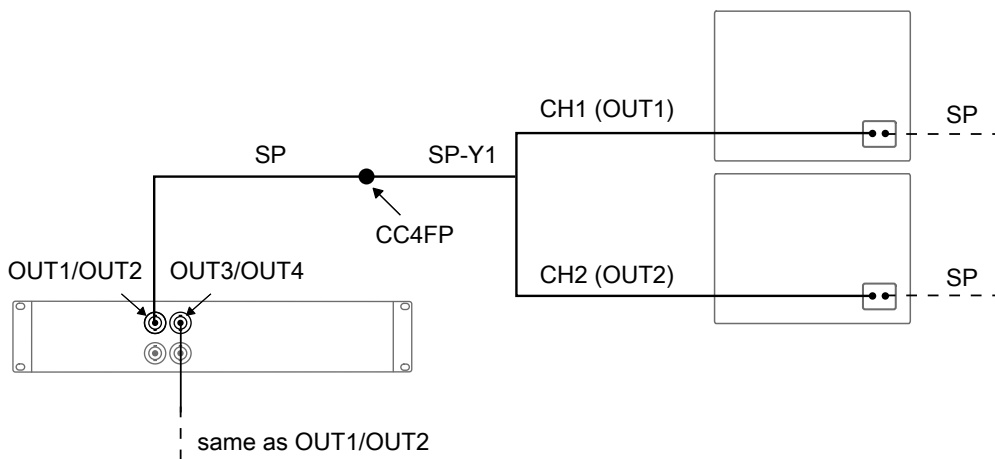 CH1 (OUT1)
SP
SP
SP-Y1
CC4FP
OUT1/OUT2
OUT3/OUT4
CH2 (OUT2)
SP
same as OUT1/OUT2